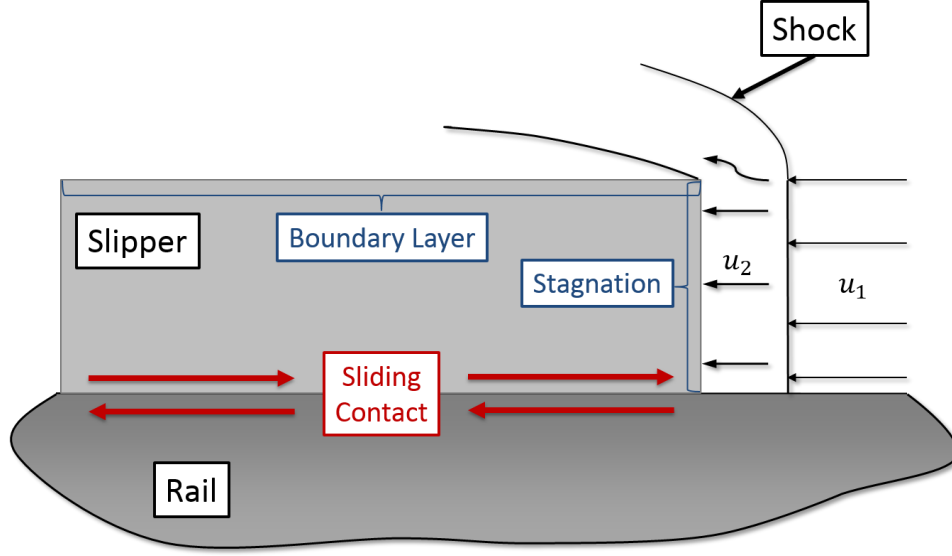 Shock
Slipper
Boundary Layer
Stagnation
u₂
u₁
Sliding
Contact
Rail